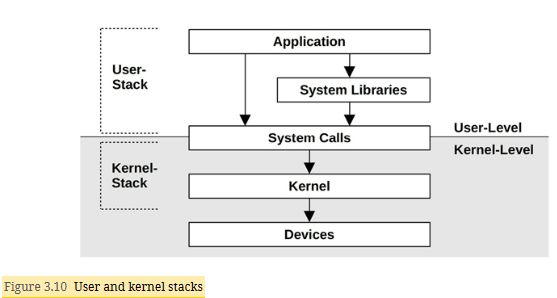 Application
User-
Stack
System Libraries
User-Level
System Calls
Kernel-Level
Kernel-
Stack
Kernel
Devices
Figure 3.10 User and kernel stacks